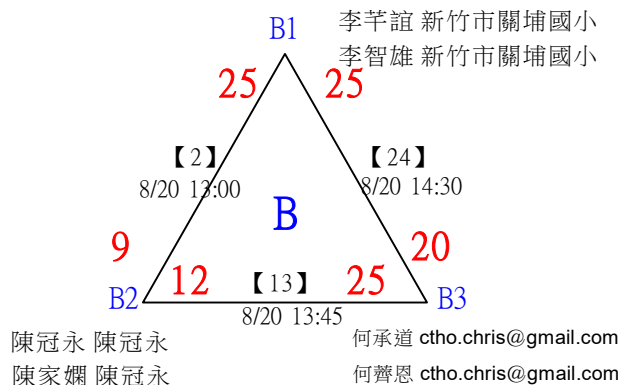 李芊誼 新竹市關埔國小
B1
李智雄 新竹市關埔國小
25 25
【2】 【24】
8/20 13:00 8/20 14:30
B
9 20
12 【13】 25
B2 B3
8/20 13:45
陳冠永 陳冠永 何承道 ctho.chris@gmail.com
陳家嫻 陳冠永 何薺恩 ctho.chris@gmail.com